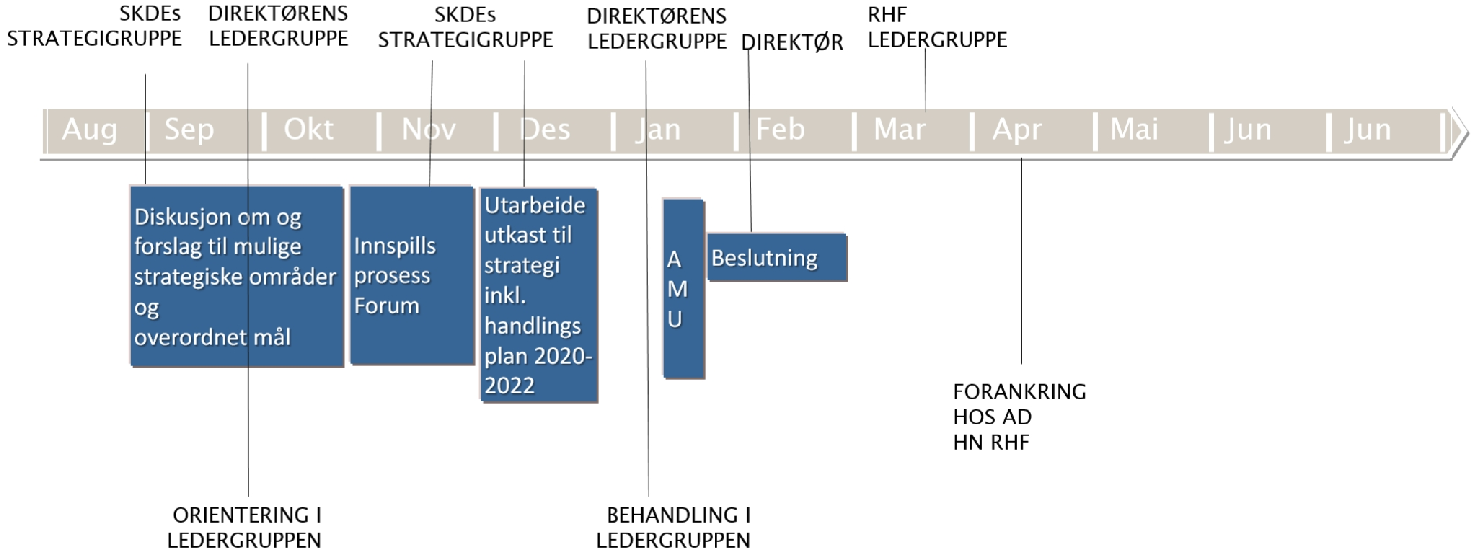 SKDEs
STRATEGIGRUPPE
DIREKTØRENS
LEDERGRUPPE
SKDEs
STRATEGIGRUPPE
DIREKTØRENS
LEDERGRUPPE
DIREKTØR
RHF
LEDERGRUPPE
Aug Sep Okt Nov Des Jan Feb Mar Apr Mai Jun Jun
Diskusjon om og
forslag til mulige
strategiske områder
og
overordnet mål
Innspills
prosess
Forum
Utarbeide
utkast til
strategi
inkl.
handlings
plan 2020-
2022
A
M
U
Beslutning
FORANKRING
HOS AD
HN RHF
ORIENTERING I
LEDERGRUPPEN
BEHANDLING I
LEDERGRUPPEN